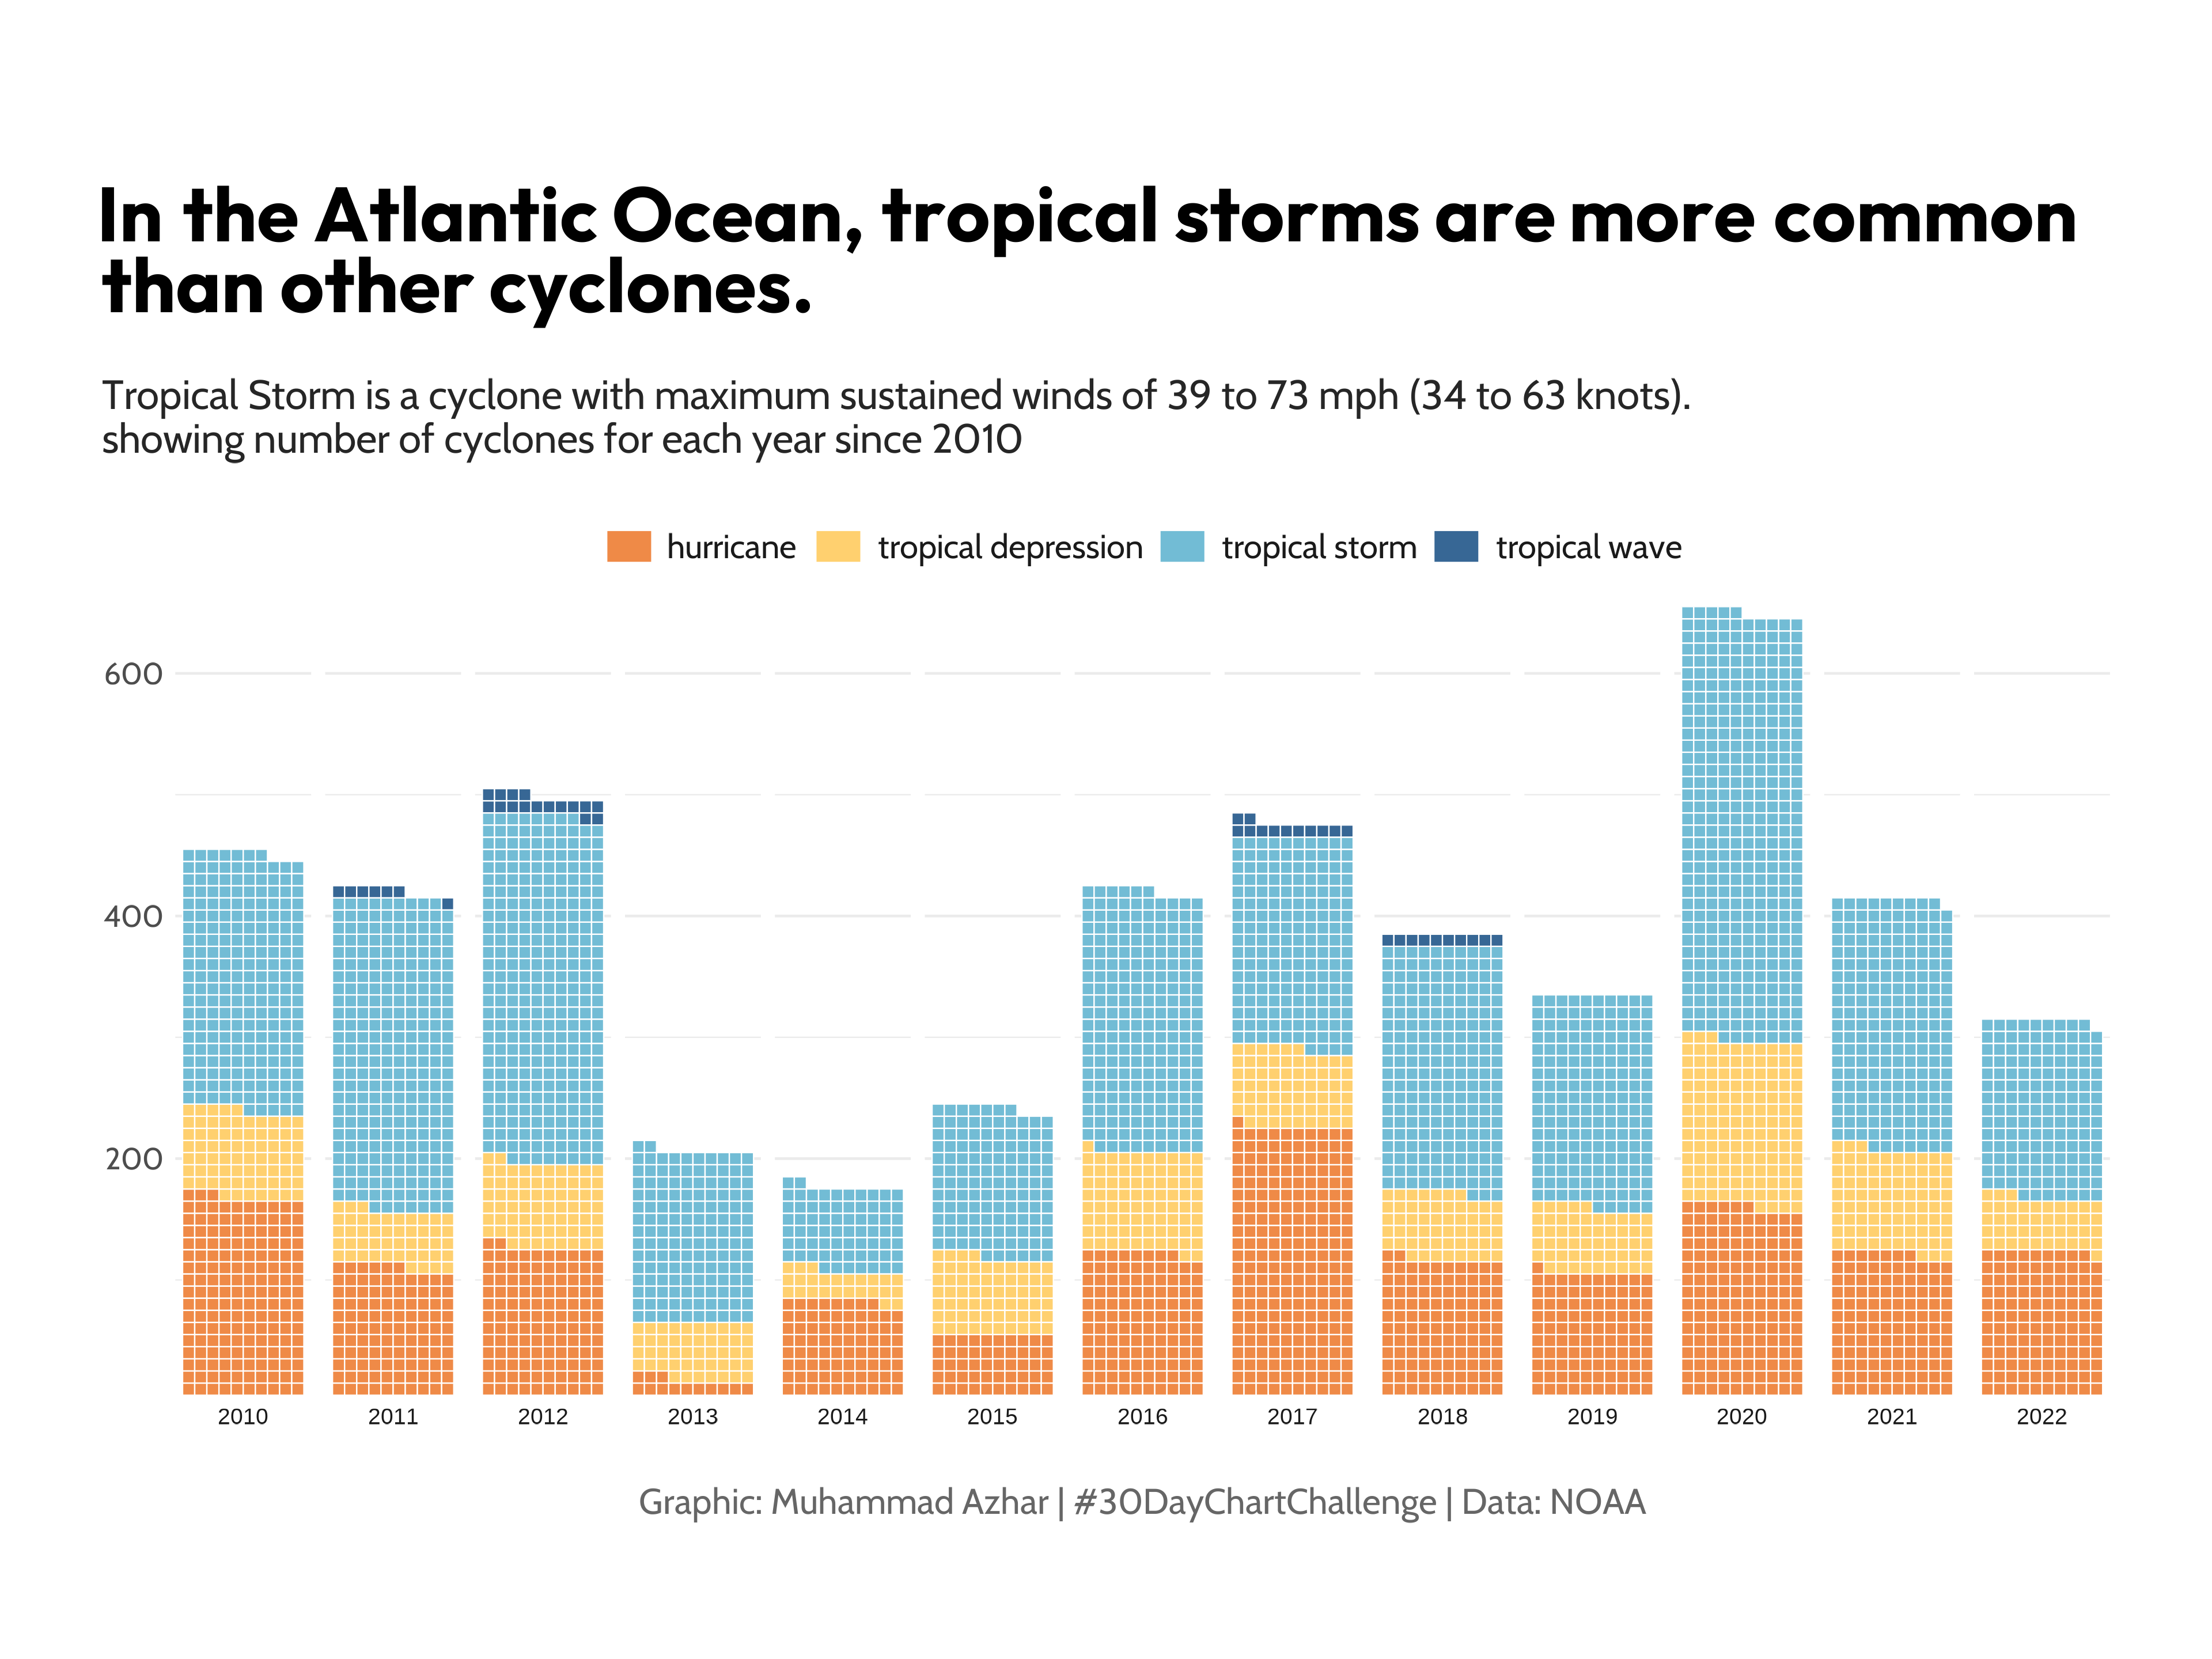 In the Atlantic Ocean, tropical storms are more common
than other cyclones.
Tropical Storm is a cyclone with maximum sustained winds of 39 to 73 mph (34 to 63 knots).
showing number of cyclones for each year since 2010
hurricane tropical depression tropical storm tropical wave
600
400
200
2010 2011 2012 2013 2014 2015 2016 2017 2018 2019 2020 2021 2022
Graphic: Muhammad Azhar | #30DayChartChallenge | Data: NOAA